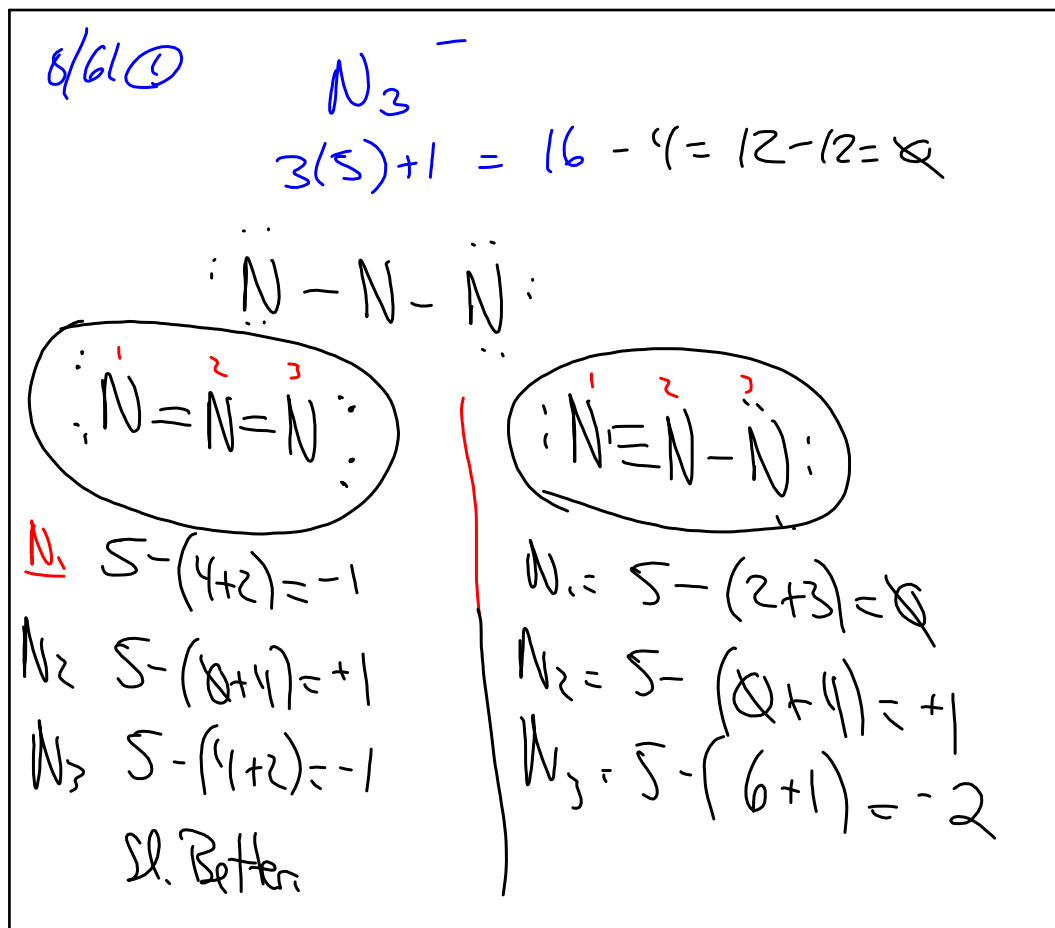 8/61 ①
N₃⁻
3(5)+1 = 16 - 4 = 12 - 12 = 0
:N̈ - N - N̈:
1 2 3
:N=N=N:
1 2 3
:N≡N-N̈:
N₁ 5-(4+2)=-1
N₂ 5-(0+4)=+1
N₃ 5-(4+2)=-1
Sl. Better
N₁= 5-(2+3)=0
N₂= 5-(0+4)=+1
N₃= 5-(6+1)=-2